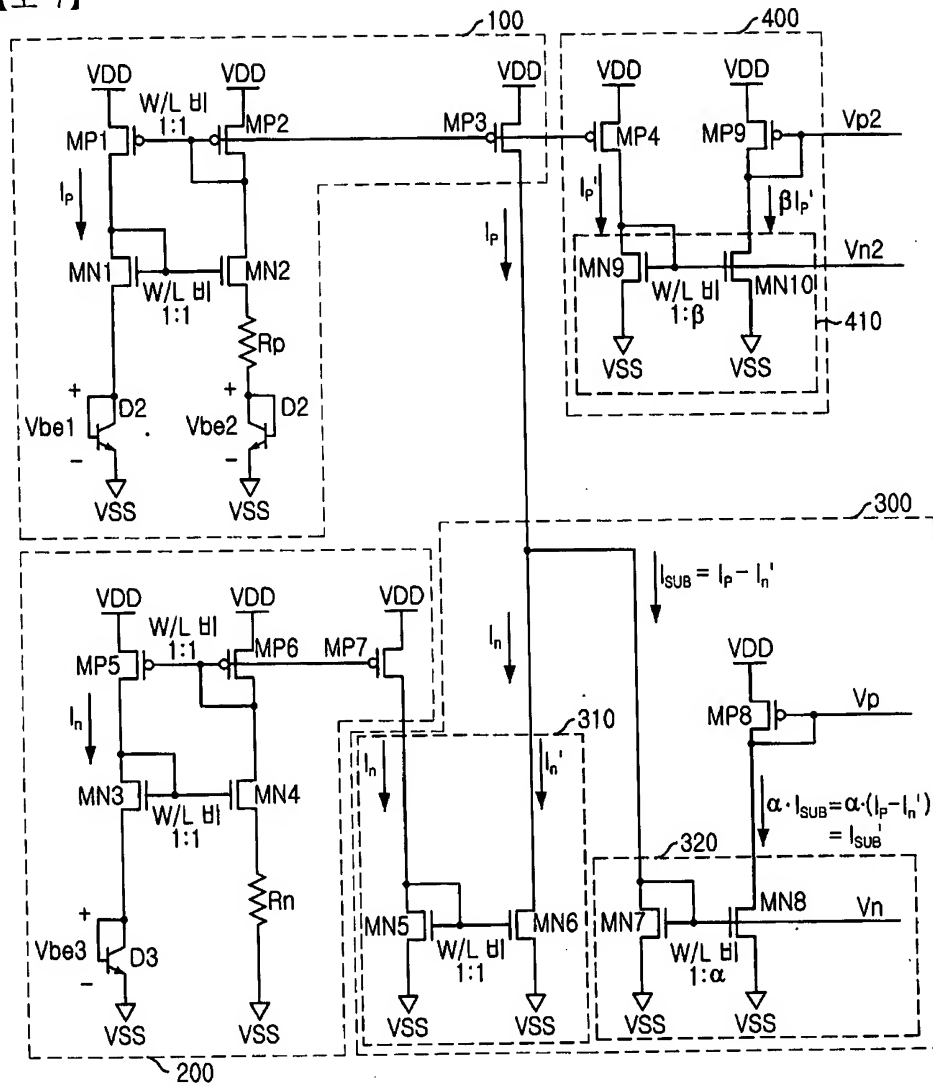 【도 4】
100
400
VDD VDD VDD VDD VDD
W/L 비
1:1
MP1 MP2 MP3 MP4 MP9 Vp2
Ip Ip Ip' βIp'
MN1 MN2 MN9 MN10 Vn2
W/L 비
1:1
W/L 비
1:β
410
Rp
VSS VSS
+ D2 + D2
Vbe1 Vbe2
- -
VSS VSS
300
ISUB = Ip - In'
VDD VDD VDD
W/L 비
1:1
MP5 MP6 MP7
In In
VDD
MP8 Vp
310
In In'
MN3 MN4
W/L 비
1:1
α·ISUB=α·(Ip-In')
= ISUB'
320
Rn
MN5 MN6 MN7 MN8 Vn
W/L 비
1:1
W/L 비
1:α
+
Vbe3 D3
-
VSS VSS VSS VSS VSS VSS
200